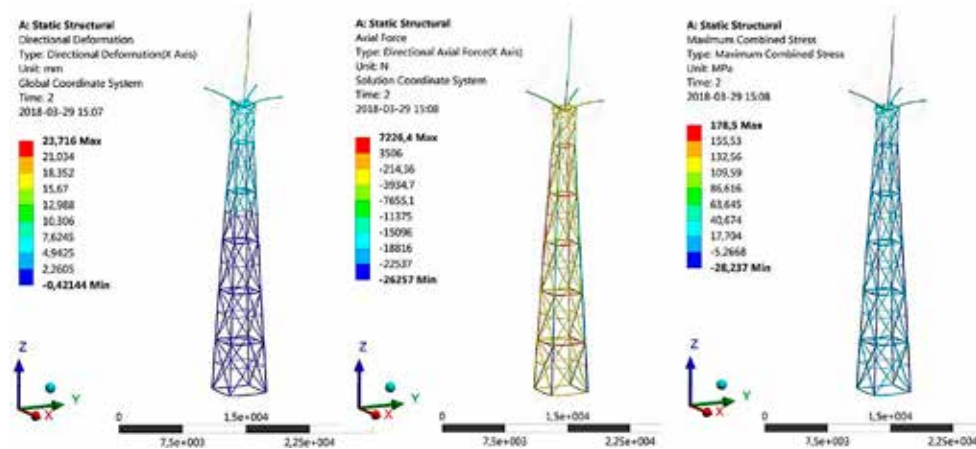 A: Static Structural
Directional Deformation
Type: Directional Deformation(X Axis)
Unit: mm
Global Coordinate System
Time: 2
2018-03-29 15:07
23,716 Max
21,034
18,352
15,67
12,988
10,306
7,6245
4,9425
2,2605
-0,42144 Min
Z
Y
X
0
1,5e+004
7,5e+003
2,25e+004
A: Static Structural
Axial Force
Type: Directional Axial Force(X Axis)
Unit: N
Solution Coordinate System
Time: 2
2018-03-29 15:08
7226,4 Max
3506
-214,36
-3934,7
-7655,1
-11375
-15096
-18816
-22537
-26257 Min
Z
Y
X
0
1,5e+004
7,5e+003
2,25e+004
A: Static Structural
Maximum Combined Stress
Type: Maximum Combined Stress
Unit: MPa
Time: 2
2018-03-29 15:08
178,5 Max
155,53
132,56
109,59
86,616
63,645
40,674
17,704
-5,2668
-28,237 Min
Z
Y
X
0
1,5e+004
7,5e+003
2,25e+004